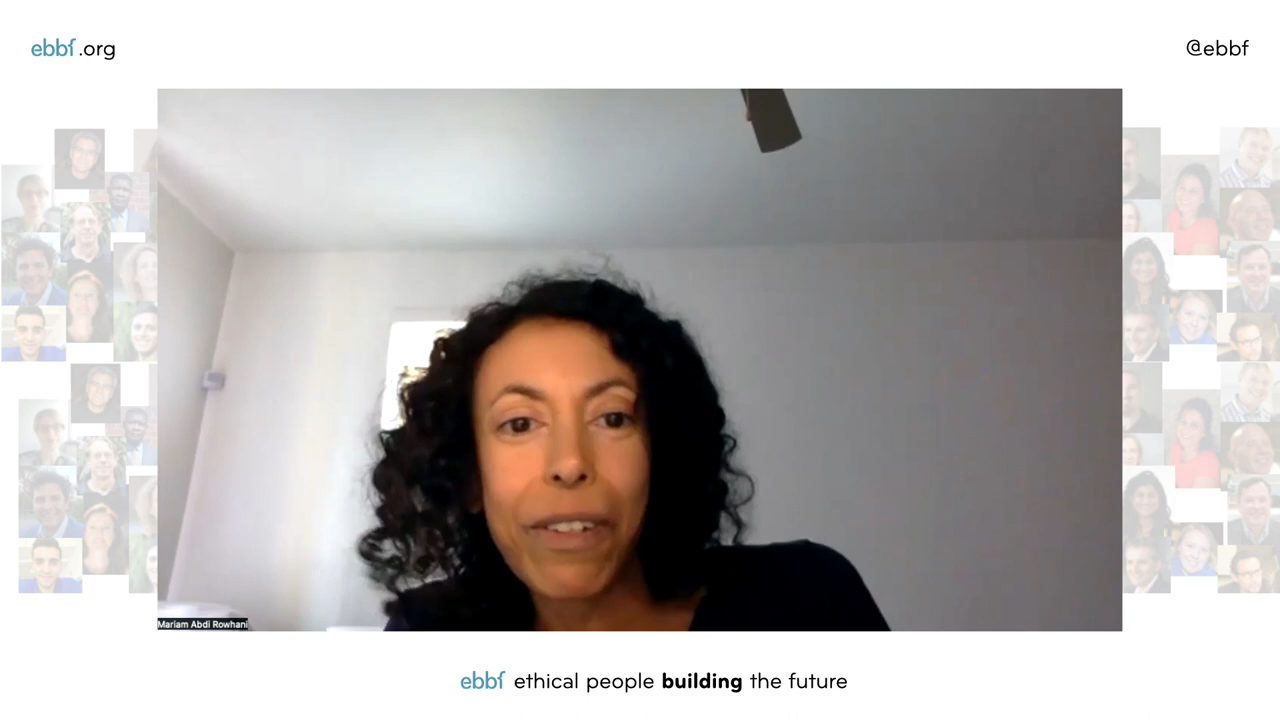 ebbf.org
@ebbf
Mariam Abdi Rowhani
ebbf ethical people building the future